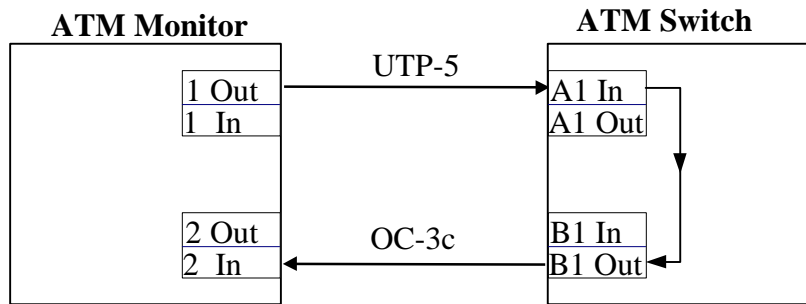 ATM Monitor
ATM Switch
UTP-5
1 Out
1 In
A1 In
A1 Out
OC-3c
2 Out
2 In
B1 In
B1 Out